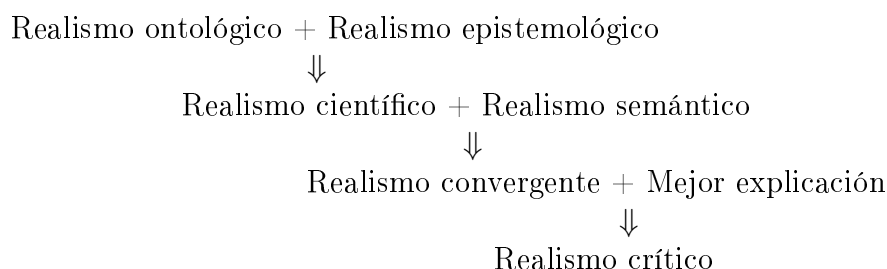 Realismo ontológico + Realismo epistemológico
⇓
Realismo científico + Realismo semántico
⇓
Realismo convergente + Mejor explicación
⇓
Realismo crítico